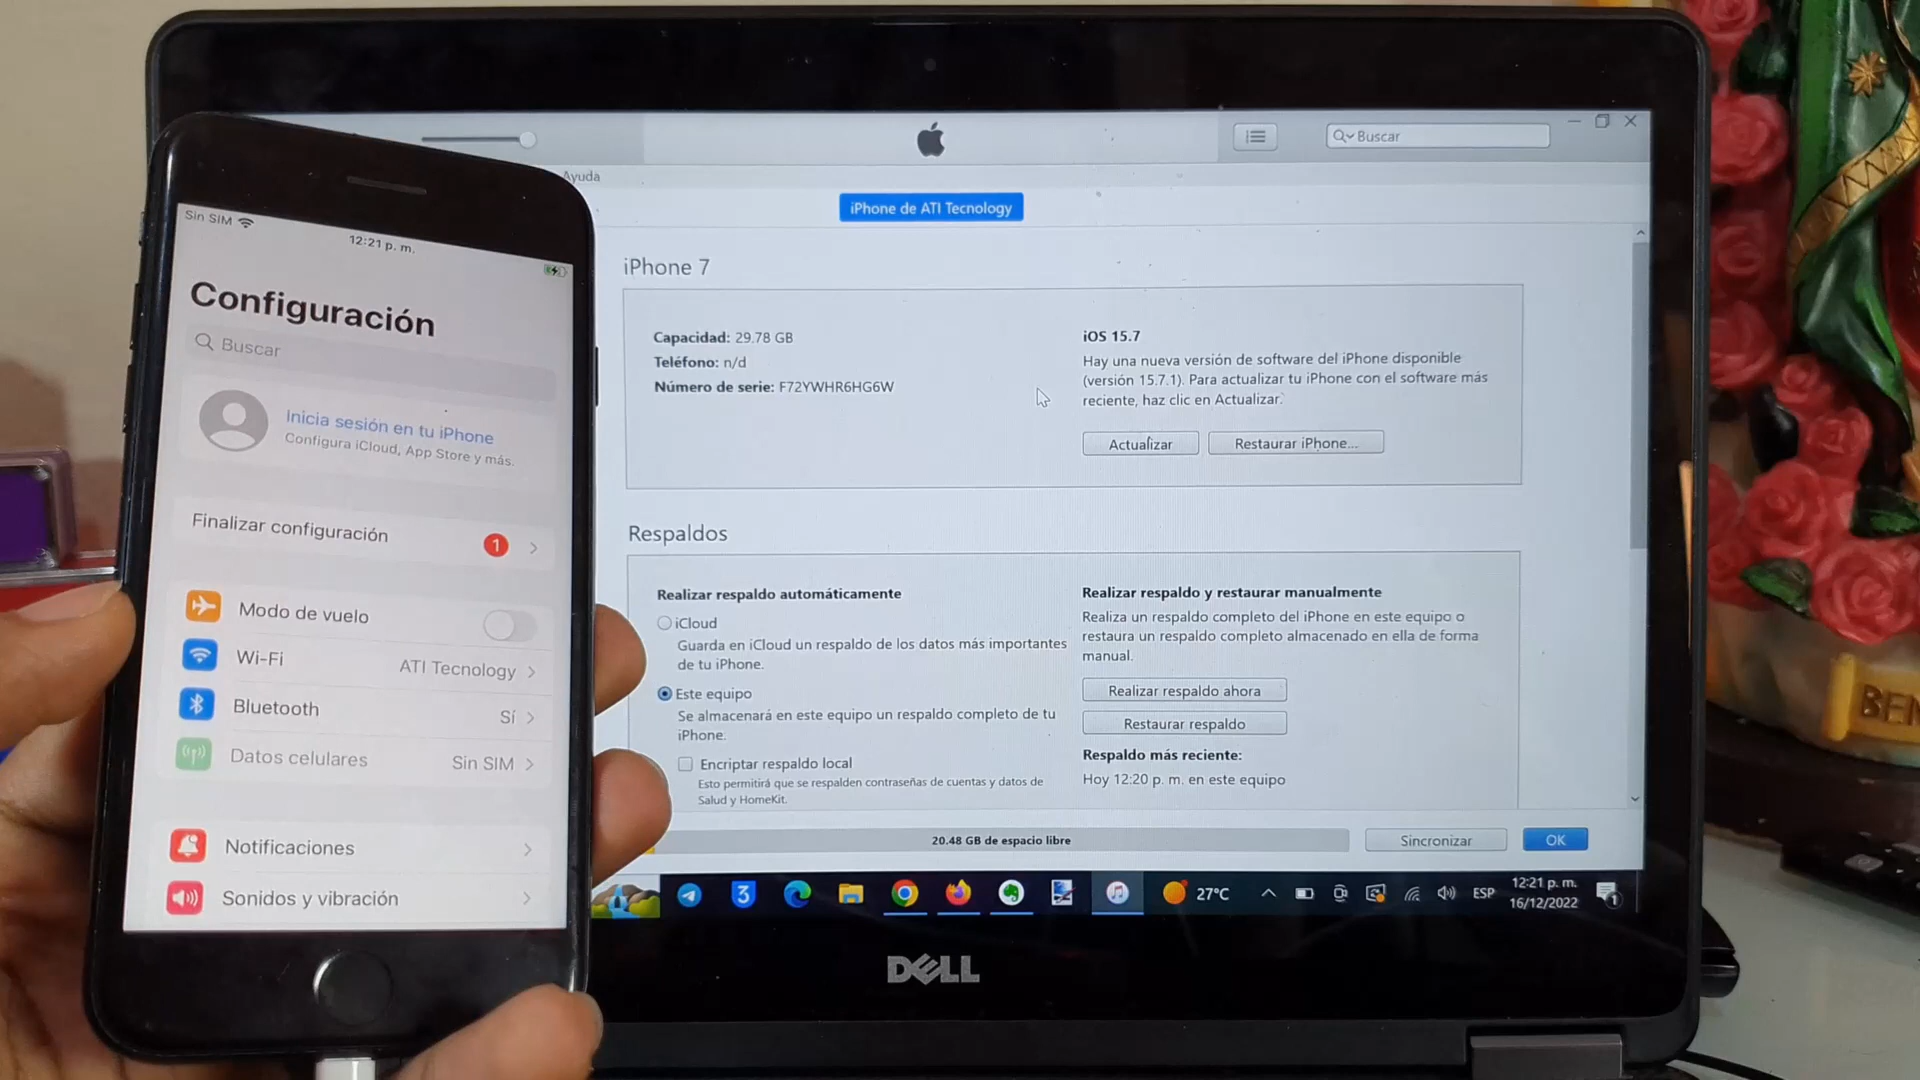 Sin SIM
12:21 p. m.
Configuración
Buscar
Inicia sesión en tu iPhone
Configura iCloud, App Store y más.
Finalizar configuración
1
Modo de vuelo
Wi-Fi
ATI Tecnology
Bluetooth
Sí
Datos celulares
Sin SIM
Notificaciones
Sonidos y vibración
Buscar
Ayuda
iPhone de ATI Tecnology
iPhone 7
Capacidad: 29.78 GB
Teléfono: n/d
Número de serie: F72YWHR6HG6W
iOS 15.7
Hay una nueva versión de software del iPhone disponible
(versión 15.7.1). Para actualizar tu iPhone con el software más
reciente, haz clic en Actualizar.
Actualizar
Restaurar iPhone...
Respaldos
Realizar respaldo automáticamente
iCloud
Guarda en iCloud un respaldo de los datos más importantes
de tu iPhone.
Este equipo
Se almacenará en este equipo un respaldo completo de tu
iPhone.
Encriptar respaldo local
Esto permitirá que se respalden contraseñas de cuentas y datos de
Salud y HomeKit.
Realizar respaldo y restaurar manualmente
Realiza un respaldo completo del iPhone en este equipo o
restaura un respaldo completo almacenado en ella de forma
manual.
Realizar respaldo ahora
Restaurar respaldo
Respaldo más reciente:
Hoy 12:20 p. m. en este equipo
20.48 GB de espacio libre
Sincronizar
OK
3
27°C
ESP
12:21 p. m.
16/12/2022
1
DELL